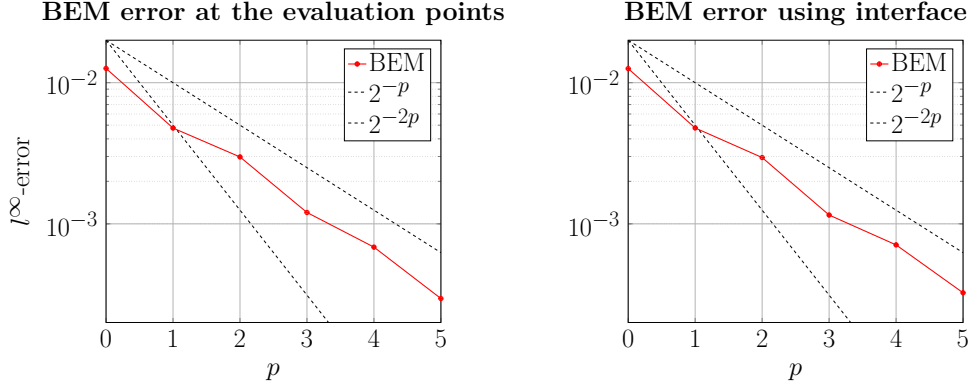 BEM error at the evaluation points
10^{-2}
10^{-3}
l^∞-error
0 1 2 3 4 5
p
BEM
2^{-p}
2^{-2p}
BEM error using interface
10^{-2}
10^{-3}
0 1 2 3 4 5
p
BEM
2^{-p}
2^{-2p}